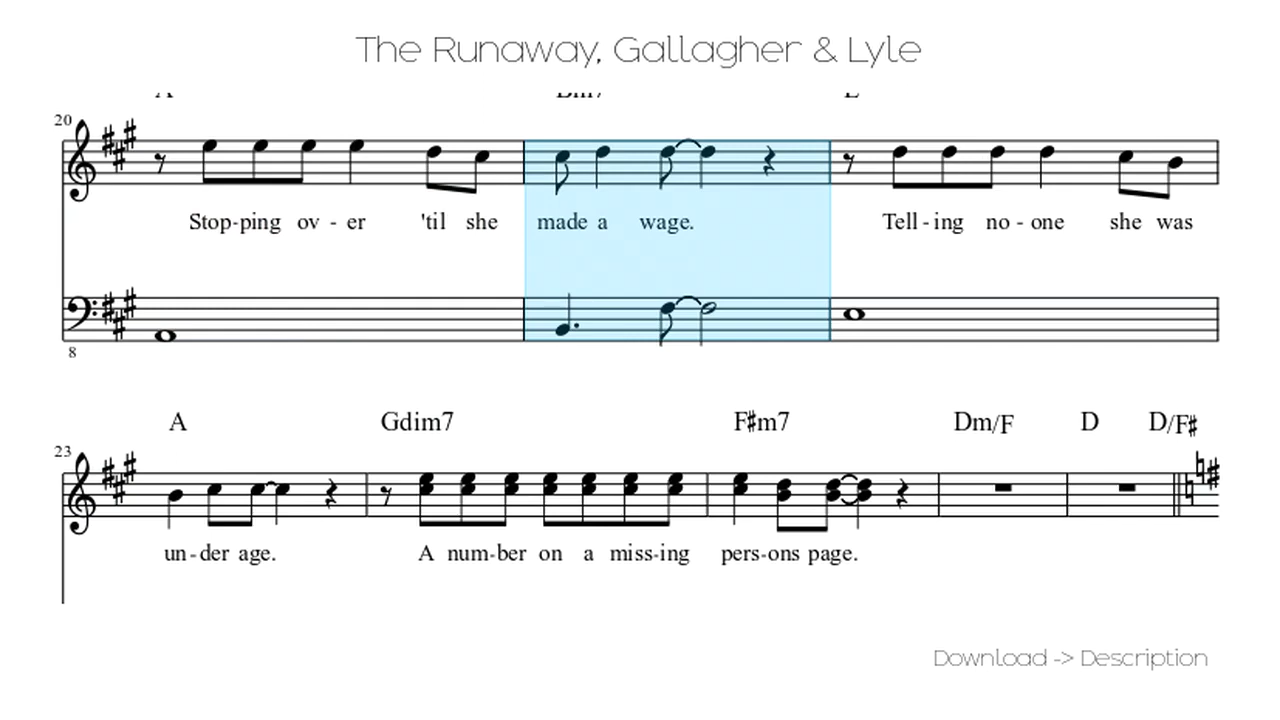 The Runaway, Gallagher & Lyle
A Bm7 E
20
Stop-ping ov - er 'til she made a wage. Tell - ing no - one she was
8
A Gdim7 F♯m7 Dm/F D D/F♯
23
un - der age. A num-ber on a miss-ing pers-ons page.
Download -> Description